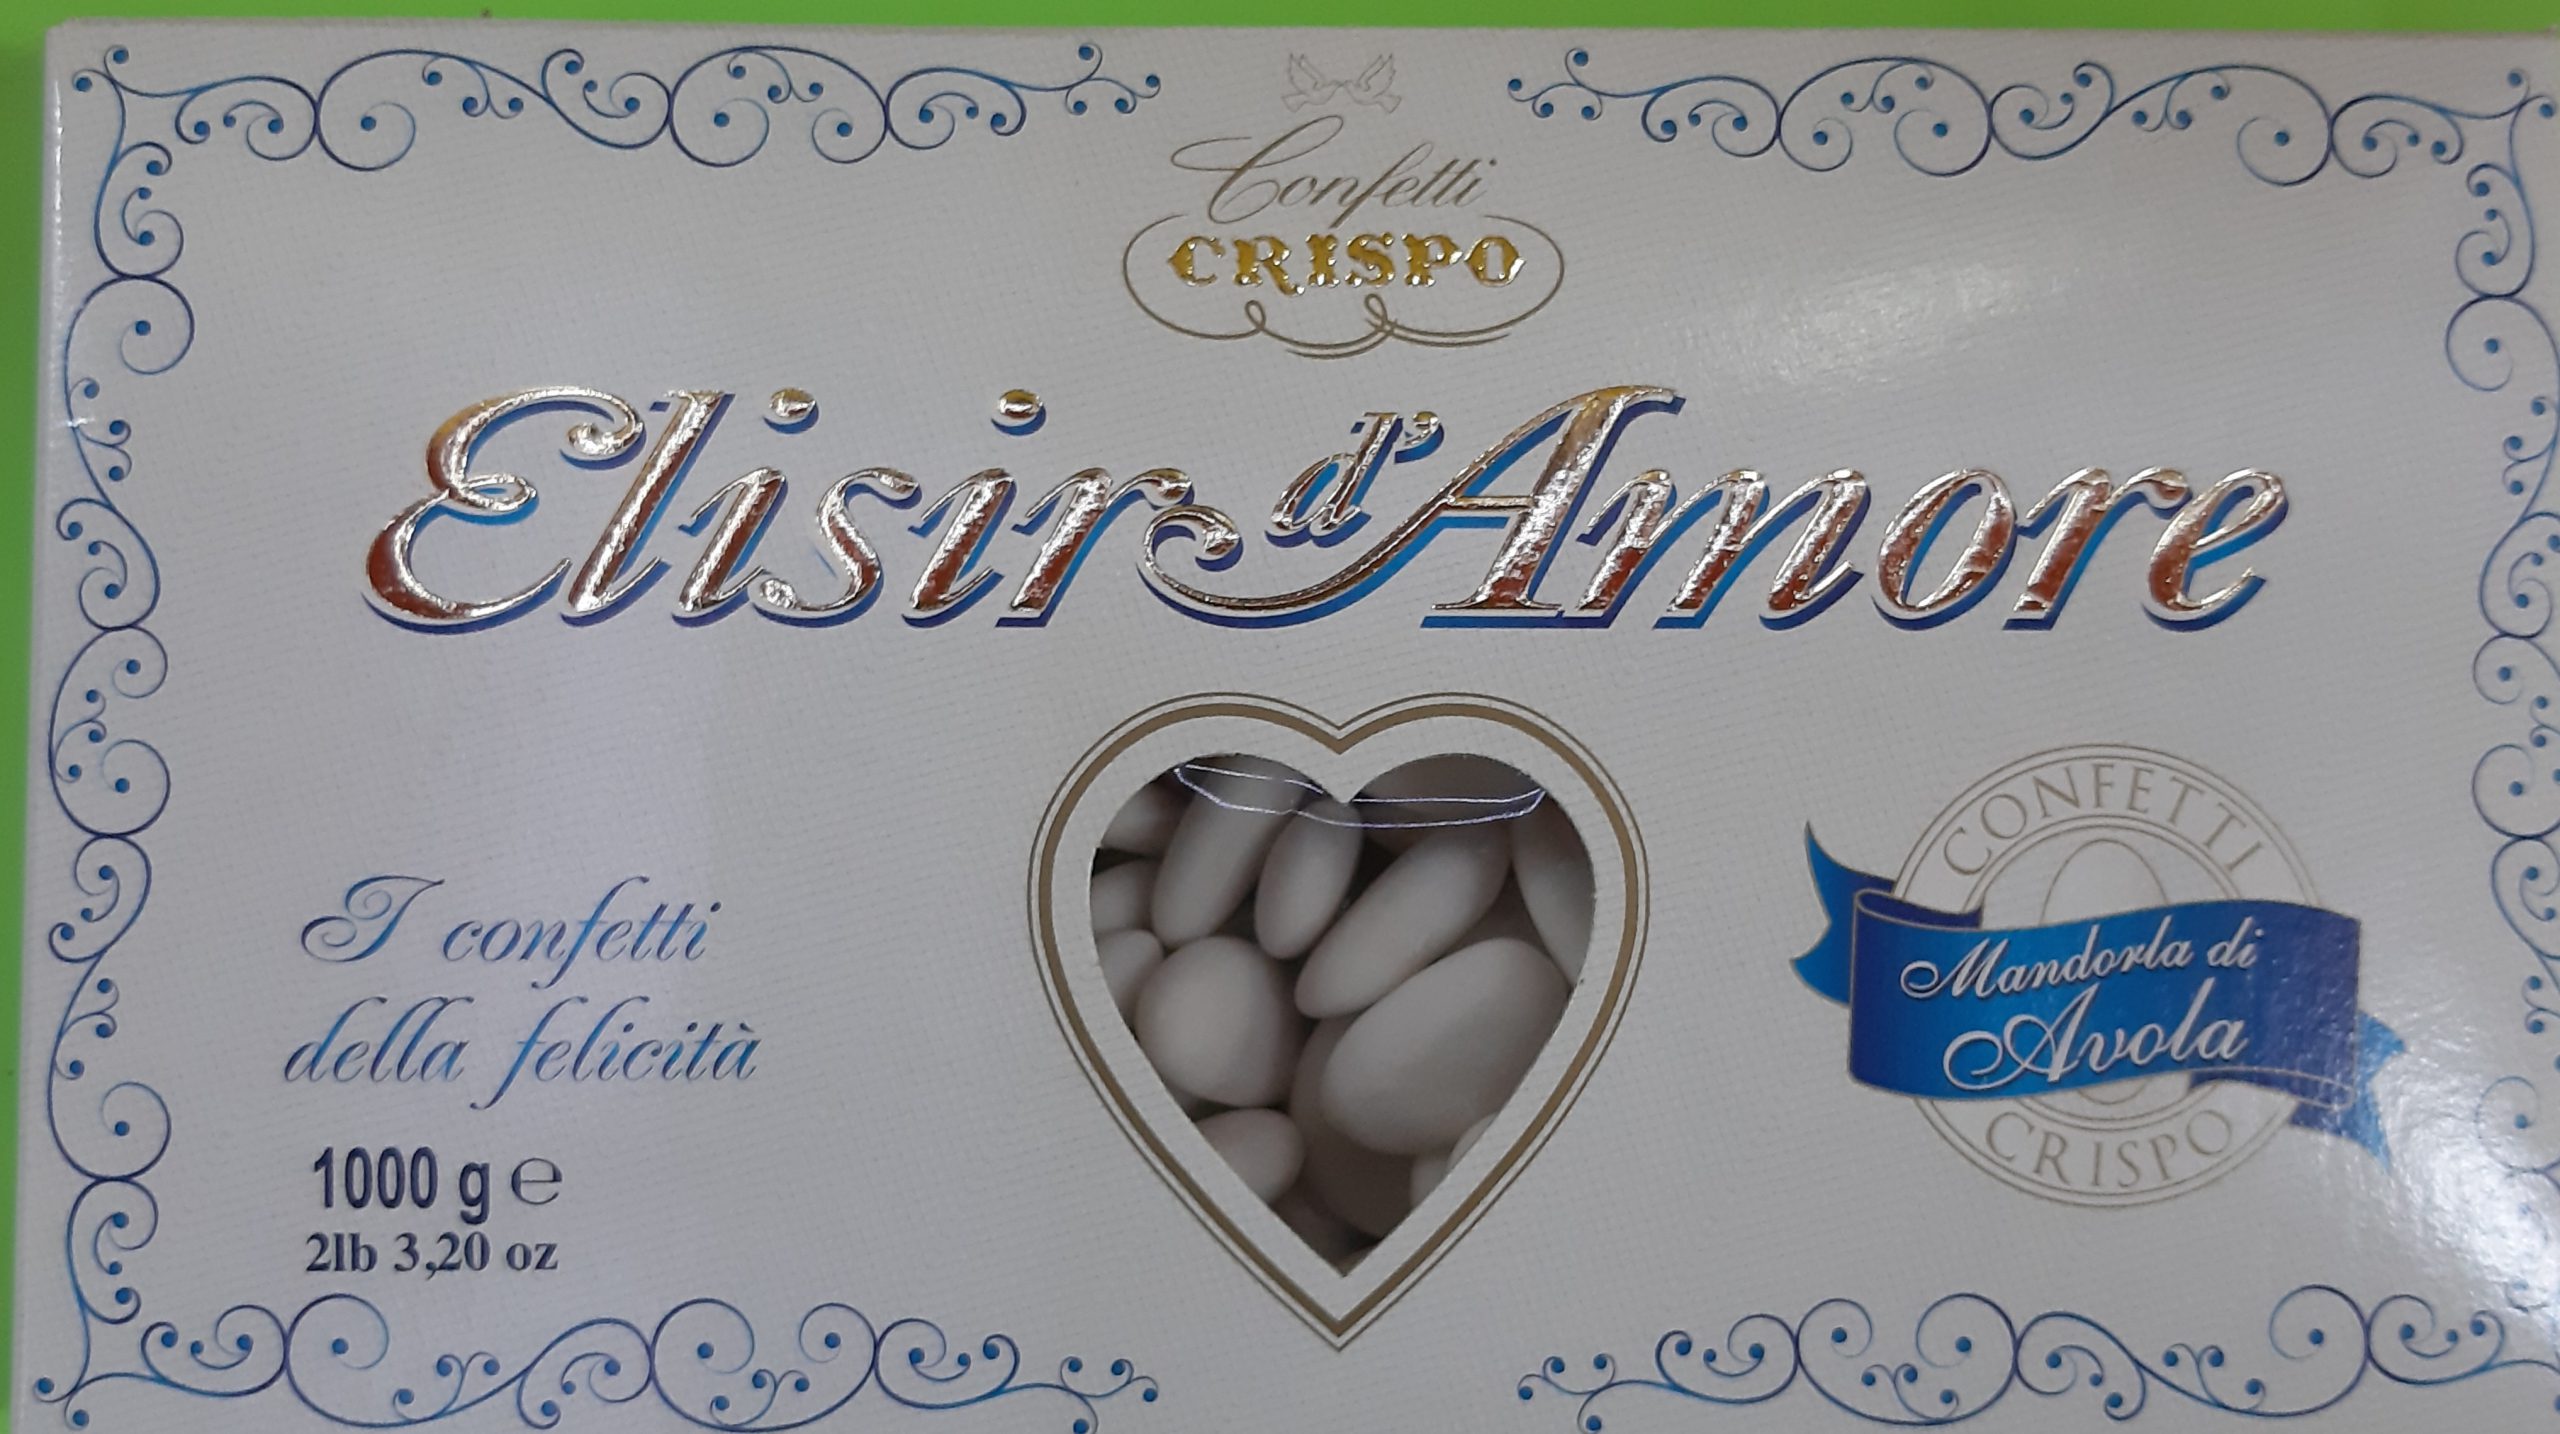 Confetti
CRISPO
Elisir d'Amore
I confetti
della felicità
1000 g ℮
2lb 3,20 oz
CONFETTI
Mandorla di
Avola
CRISPO